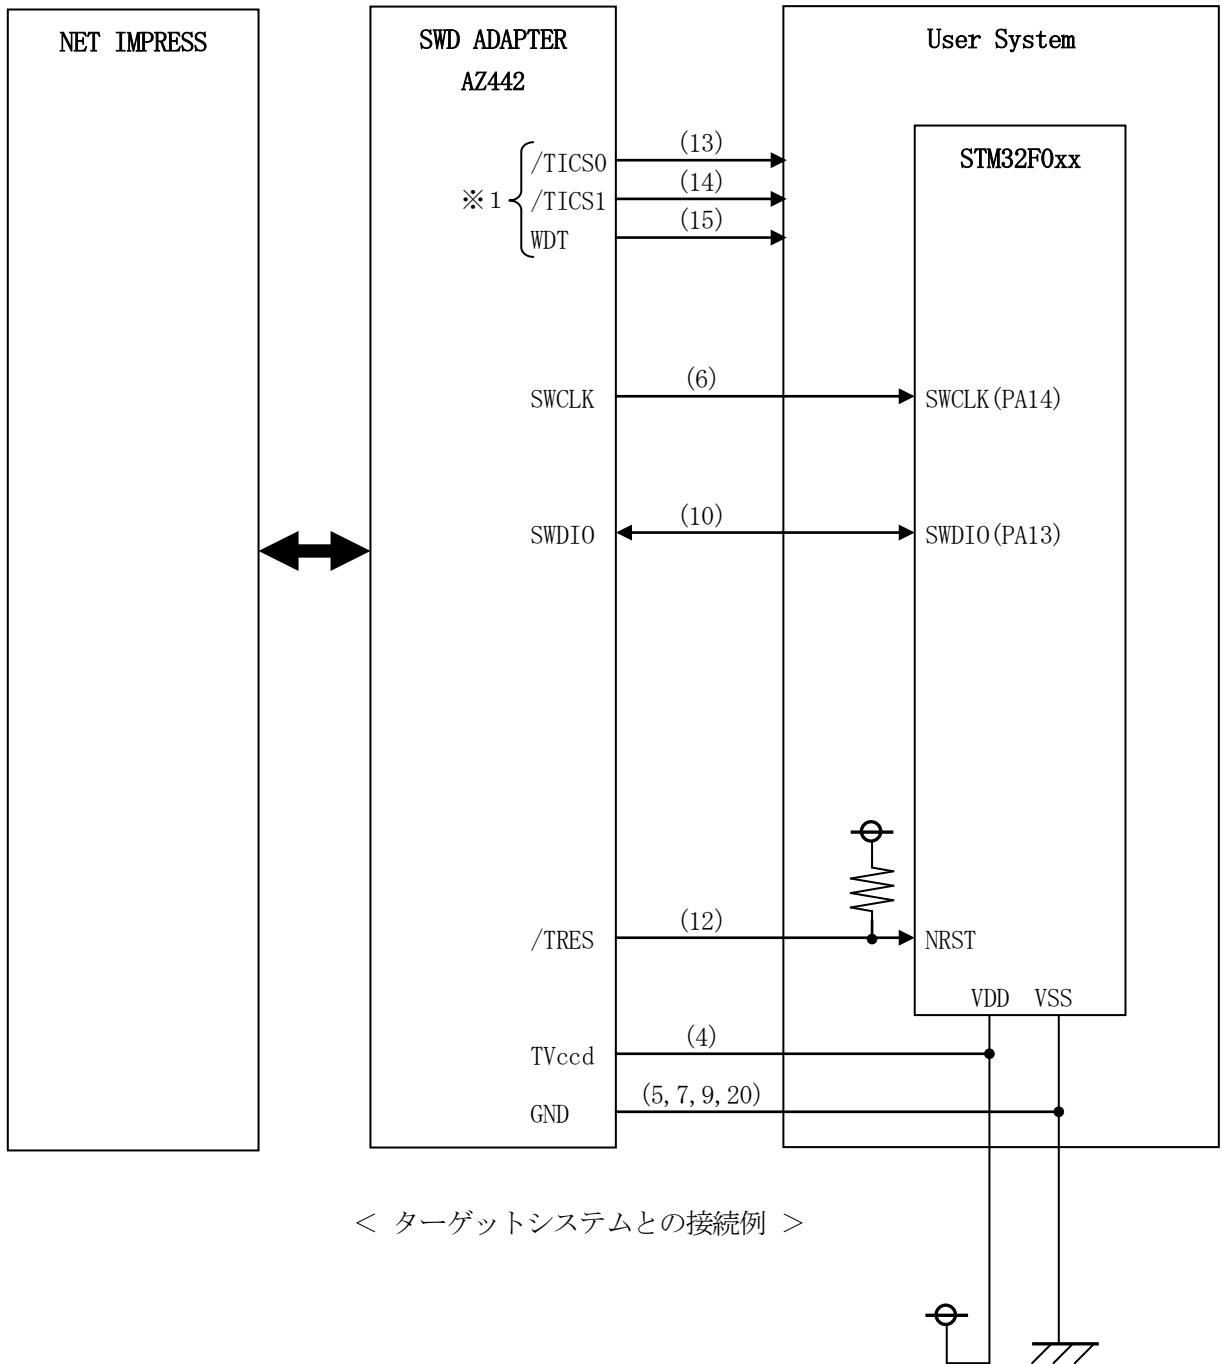 NET IMPRESS
SWD ADAPTER
AZ442
User System
STM32F0xx
※1
/TICS0
(13)
/TICS1
(14)
WDT
(15)
SWCLK
(6)
SWCLK(PA14)
SWDIO
(10)
SWDIO(PA13)
/TRES
(12)
NRST
VDD VSS
TVccd
(4)
GND
(5,7,9,20)
< ターゲットシステムとの接続例 >